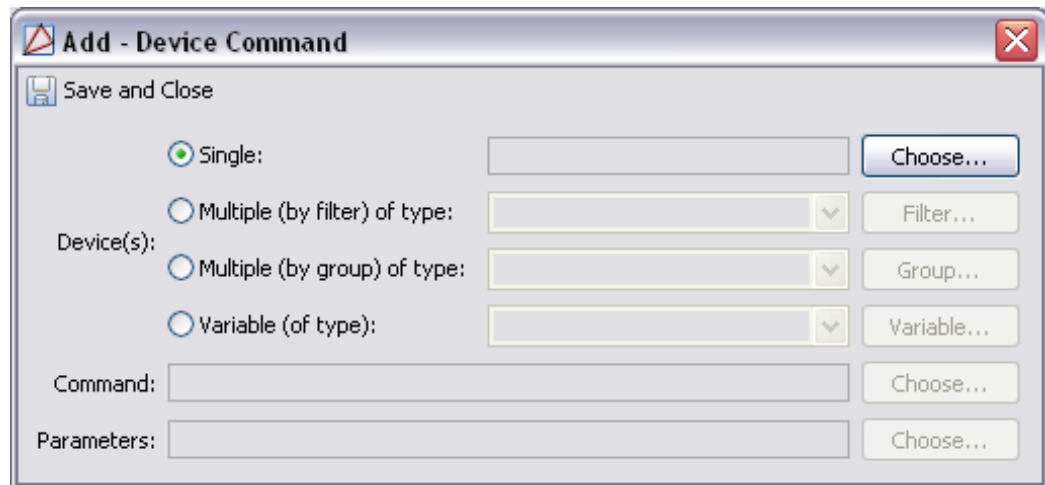 Add - Device Command
Save and Close
Single: Choose...
Multiple (by filter) of type: Filter...
Device(s):
Multiple (by group) of type: Group...
Variable (of type): Variable...
Command: Choose...
Parameters: Choose...